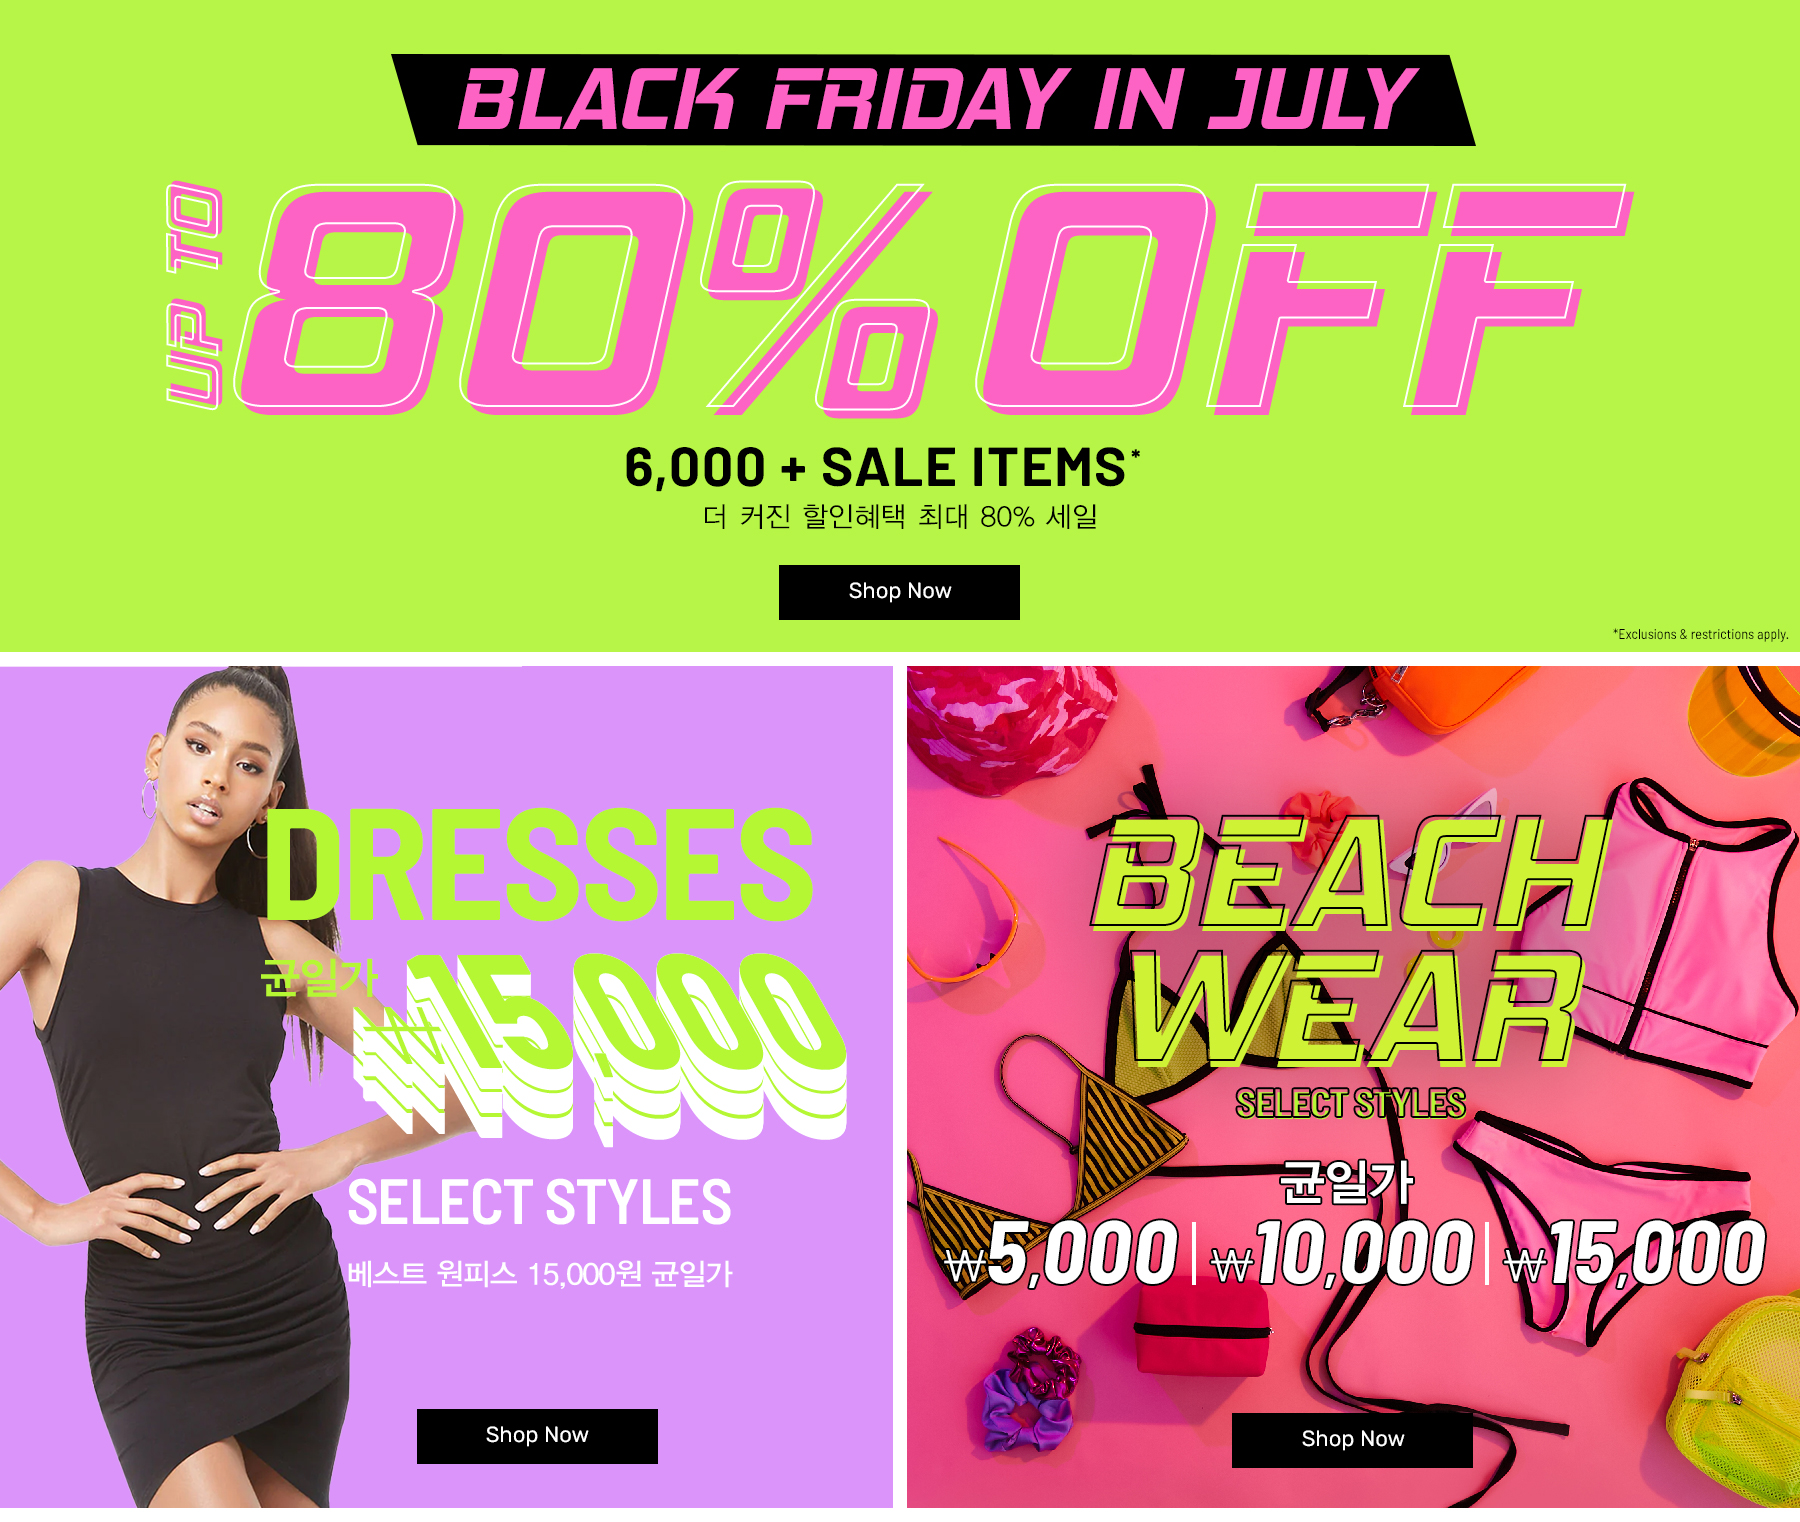 BLACK FRIDAY IN JULY
UP TO
80% OFF
6,000 + SALE ITEMS*
더 커진 할인혜택 최대 80% 세일
Shop Now
*Exclusions & restrictions apply.
DRESSES
균일가
₩15,000
SELECT STYLES
베스트 원피스 15,000원 균일가
Shop Now
BEACH
WEAR
SELECT STYLES
균일가
₩5,000 | ₩10,000 | ₩15,000
Shop Now